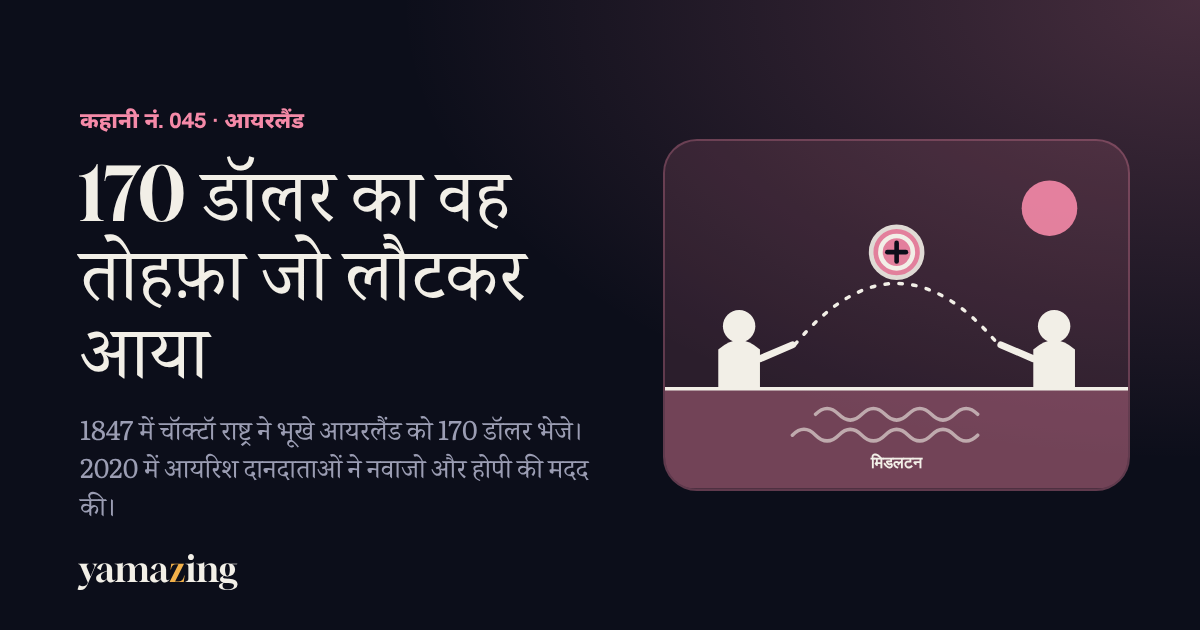 कहानी नं. 045 · आयरलैंड
170 डॉलर का वह
तोहफ़ा जो लौटकर
आया
1847 में चॉक्टॉ राष्ट्र ने भूखे आयरलैंड को 170 डॉलर भेजे।
2020 में आयरिश दानदाताओं ने नवाजो और होपी की मदद
की।
मिडलटन
yamazing